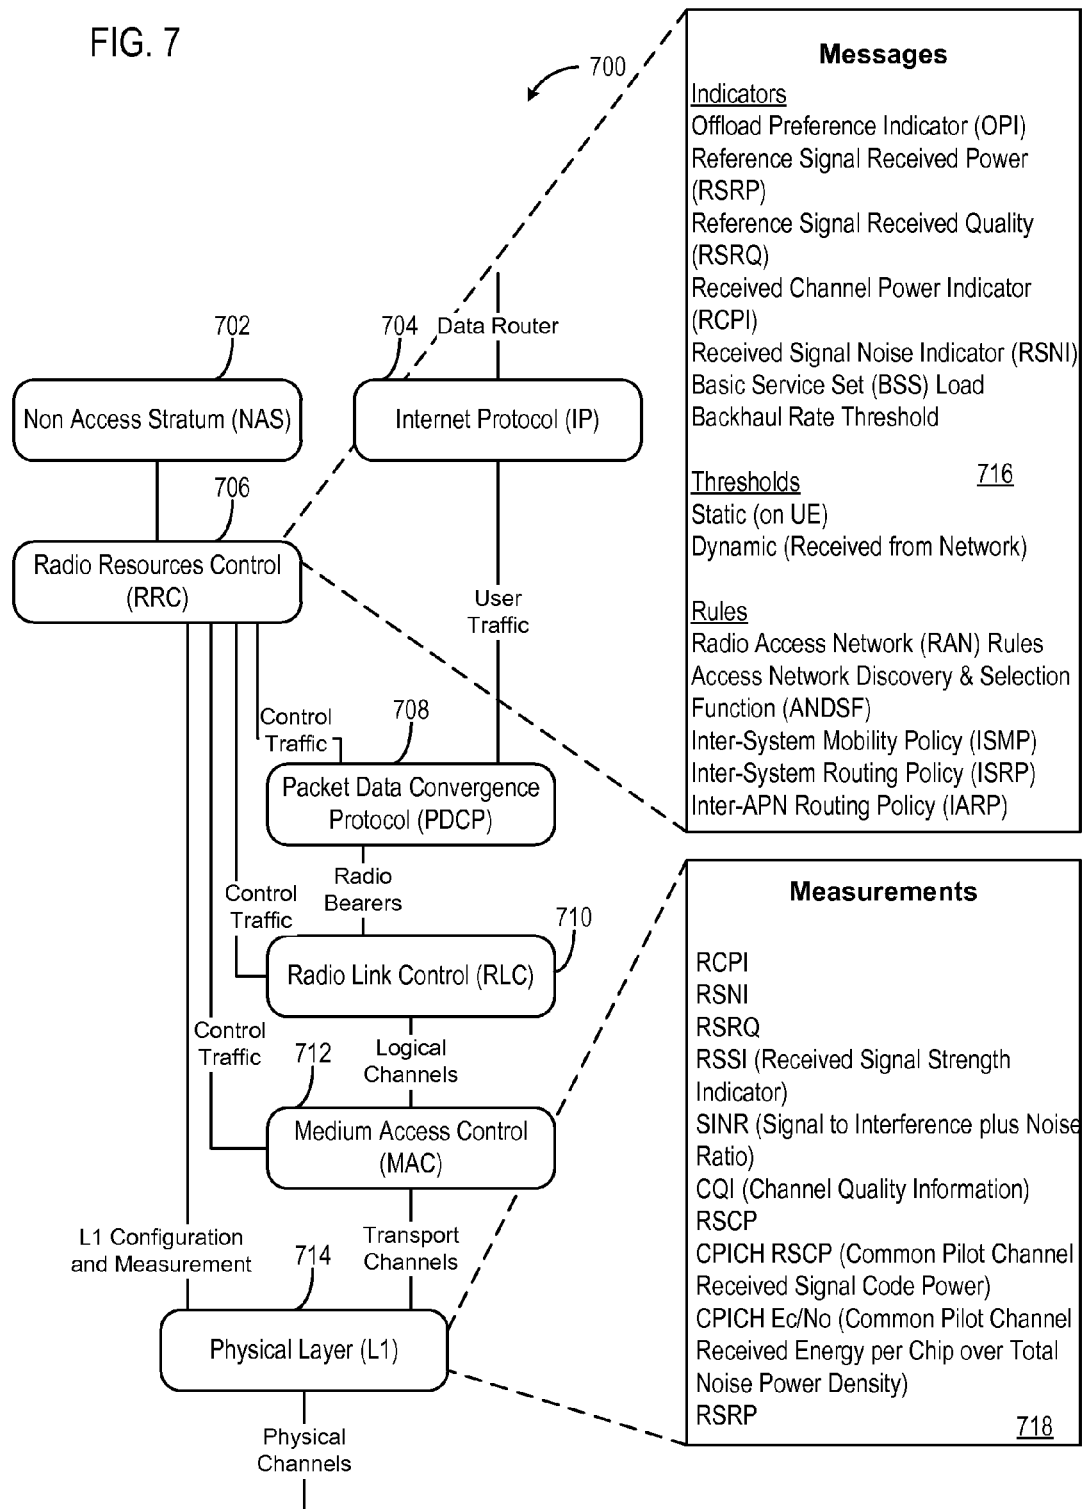 FIG. 7
700
Messages
Indicators
Offload Preference Indicator (OPI)
Reference Signal Received Power
(RSRP)
Reference Signal Received Quality
(RSRQ)
Received Channel Power Indicator
(RCPI)
Received Signal Noise Indicator (RSNI)
Basic Service Set (BSS) Load
Backhaul Rate Threshold
716
Thresholds
Static (on UE)
Dynamic (Received from Network)
Rules
Radio Access Network (RAN) Rules
Access Network Discovery & Selection
Function (ANDSF)
Inter-System Mobility Policy (ISMP)
Inter-System Routing Policy (ISRP)
Inter-APN Routing Policy (IARP)
702
704
Data Router
Non Access Stratum (NAS)
Internet Protocol (IP)
706
Radio Resources Control
(RRC)
User
Traffic
Control
Traffic
708
Packet Data Convergence
Protocol (PDCP)
Radio
Bearers
Control
Traffic
710
Radio Link Control (RLC)
Control
Traffic
712
Logical
Channels
Medium Access Control
(MAC)
L1 Configuration
and Measurement
714
Transport
Channels
Physical Layer (L1)
Physical
Channels
Measurements
RCPI
RSNI
RSRQ
RSSI (Received Signal Strength
Indicator)
SINR (Signal to Interference plus Noise
Ratio)
CQI (Channel Quality Information)
RSCP
CPICH RSCP (Common Pilot Channel
Received Signal Code Power)
CPICH Ec/No (Common Pilot Channel
Received Energy per Chip over Total
Noise Power Density)
RSRP
718